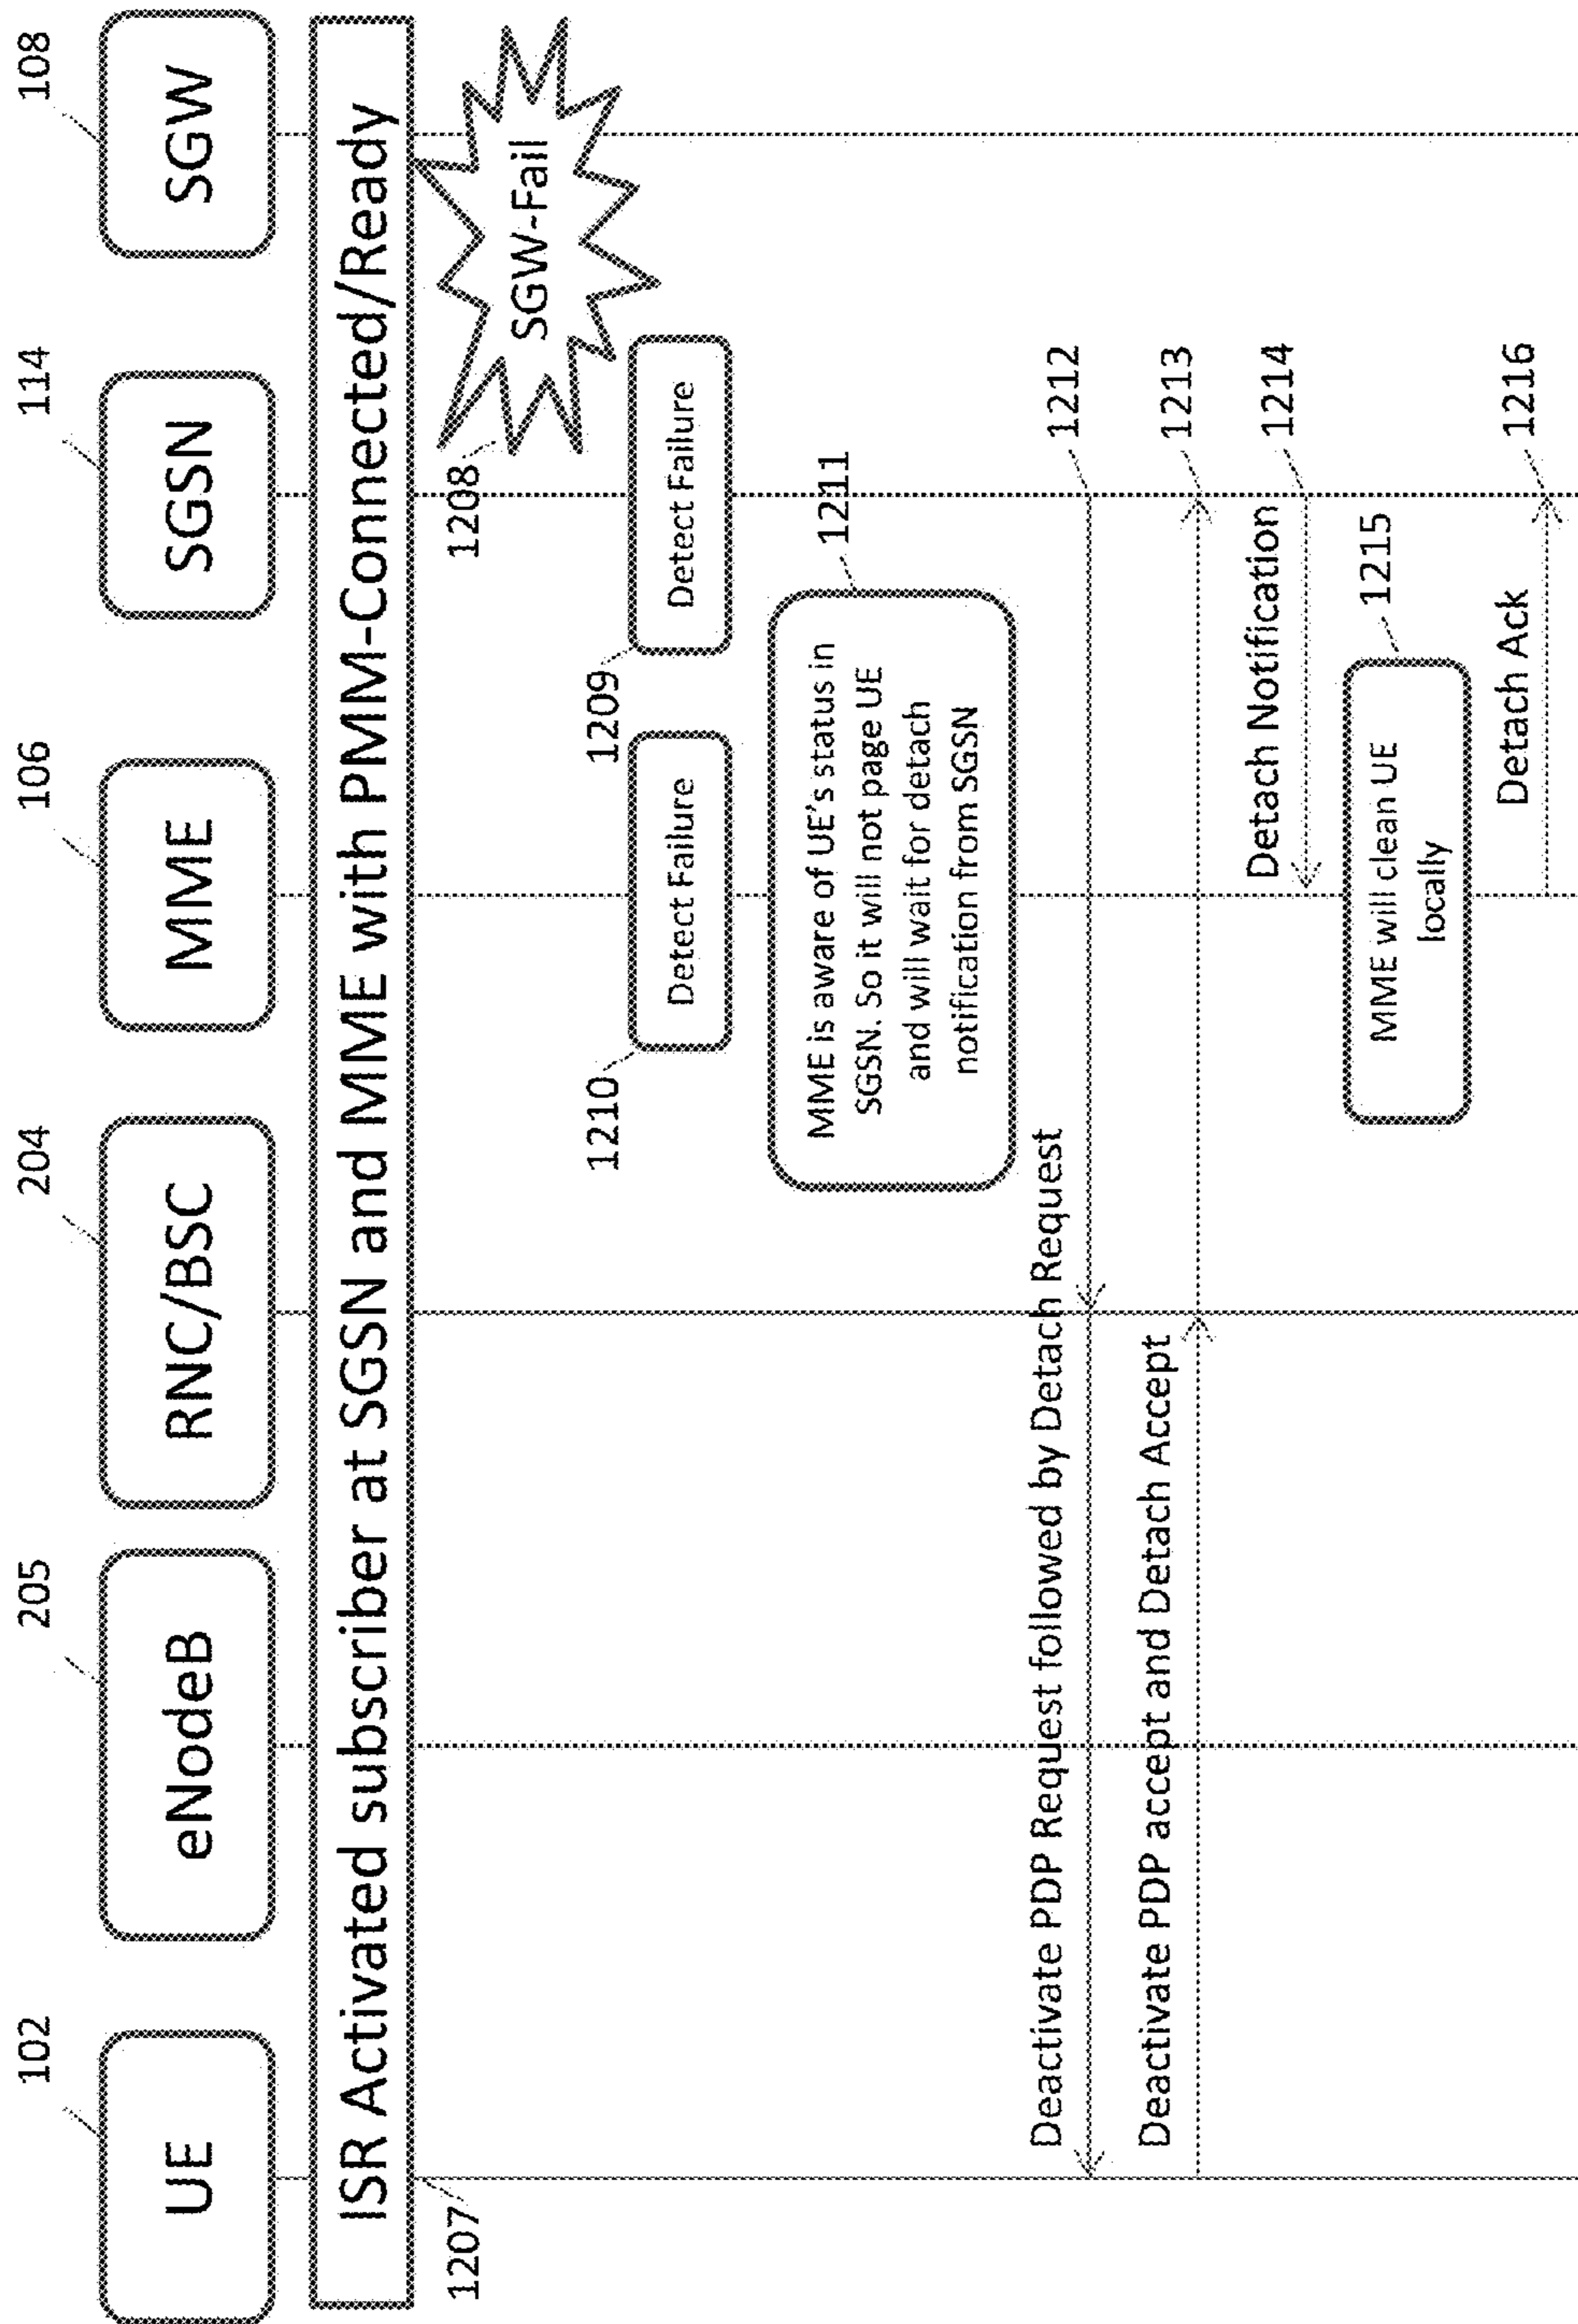 102
205
204
106
114
108
UE
eNodeB
RNC/BSC
MME
SGSN
SGW
ISR Activated subscriber at SGSN and MME with PMM-Connected/Ready
1207
1208
SGW-Fail
1210
Detect Failure
1209
Detect Failure
1211
MME is aware of UE's status in
SGSN. So it will not page UE
and will wait for detach
notification from SGSN
Deactivate PDP Request followed by Detach Request
1212
Deactivate PDP accept and Detach Accept
1213
Detach Notification
1214
MME will clean UE
locally
1215
Detach Ack
1216